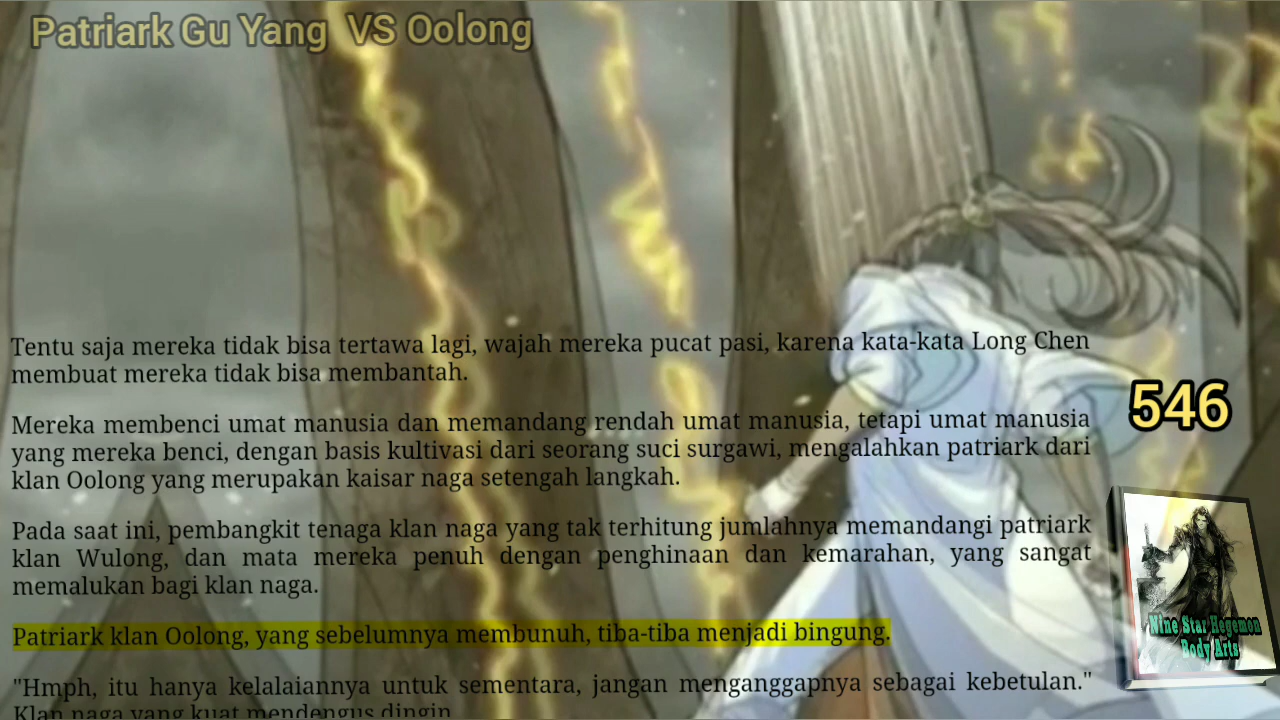 Patriark Gu Yang VS Oolong
Tentu saja mereka tidak bisa tertawa lagi, wajah mereka pucat pasi, karena kata-kata Long Chen
membuat mereka tidak bisa membantah.
Mereka membenci umat manusia dan memandang rendah umat manusia, tetapi umat manusia
yang mereka benci, dengan basis kultivasi dari seorang suci surgawi, mengalahkan patriark dari
klan Oolong yang merupakan kaisar naga setengah langkah.
546
Pada saat ini, pembangkit tenaga klan naga yang tak terhitung jumlahnya memandangi patriark
klan Wulong, dan mata mereka penuh dengan penghinaan dan kemarahan, yang sangat
memalukan bagi klan naga.
Patriark klan Oolong, yang sebelumnya membunuh, tiba-tiba menjadi bingung.
Nine Star Hegemon
Body Arts
"Hmph, itu hanya kelalaiannya untuk sementara, jangan menganggapnya sebagai kebetulan."
Klan naga yang kuat mendengus dingin